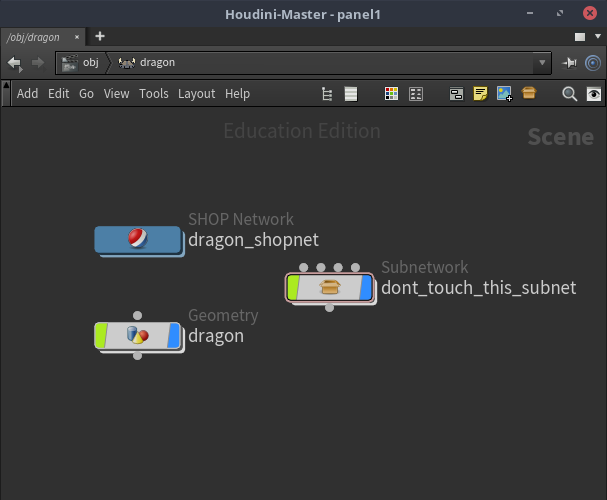 Houdini-Master - panel1
/obj/dragon
obj dragon
Add Edit Go View Tools Layout Help
Education Edition
Scene
SHOP Network
dragon_shopnet
Subnetwork
dont_touch_this_subnet
Geometry
dragon